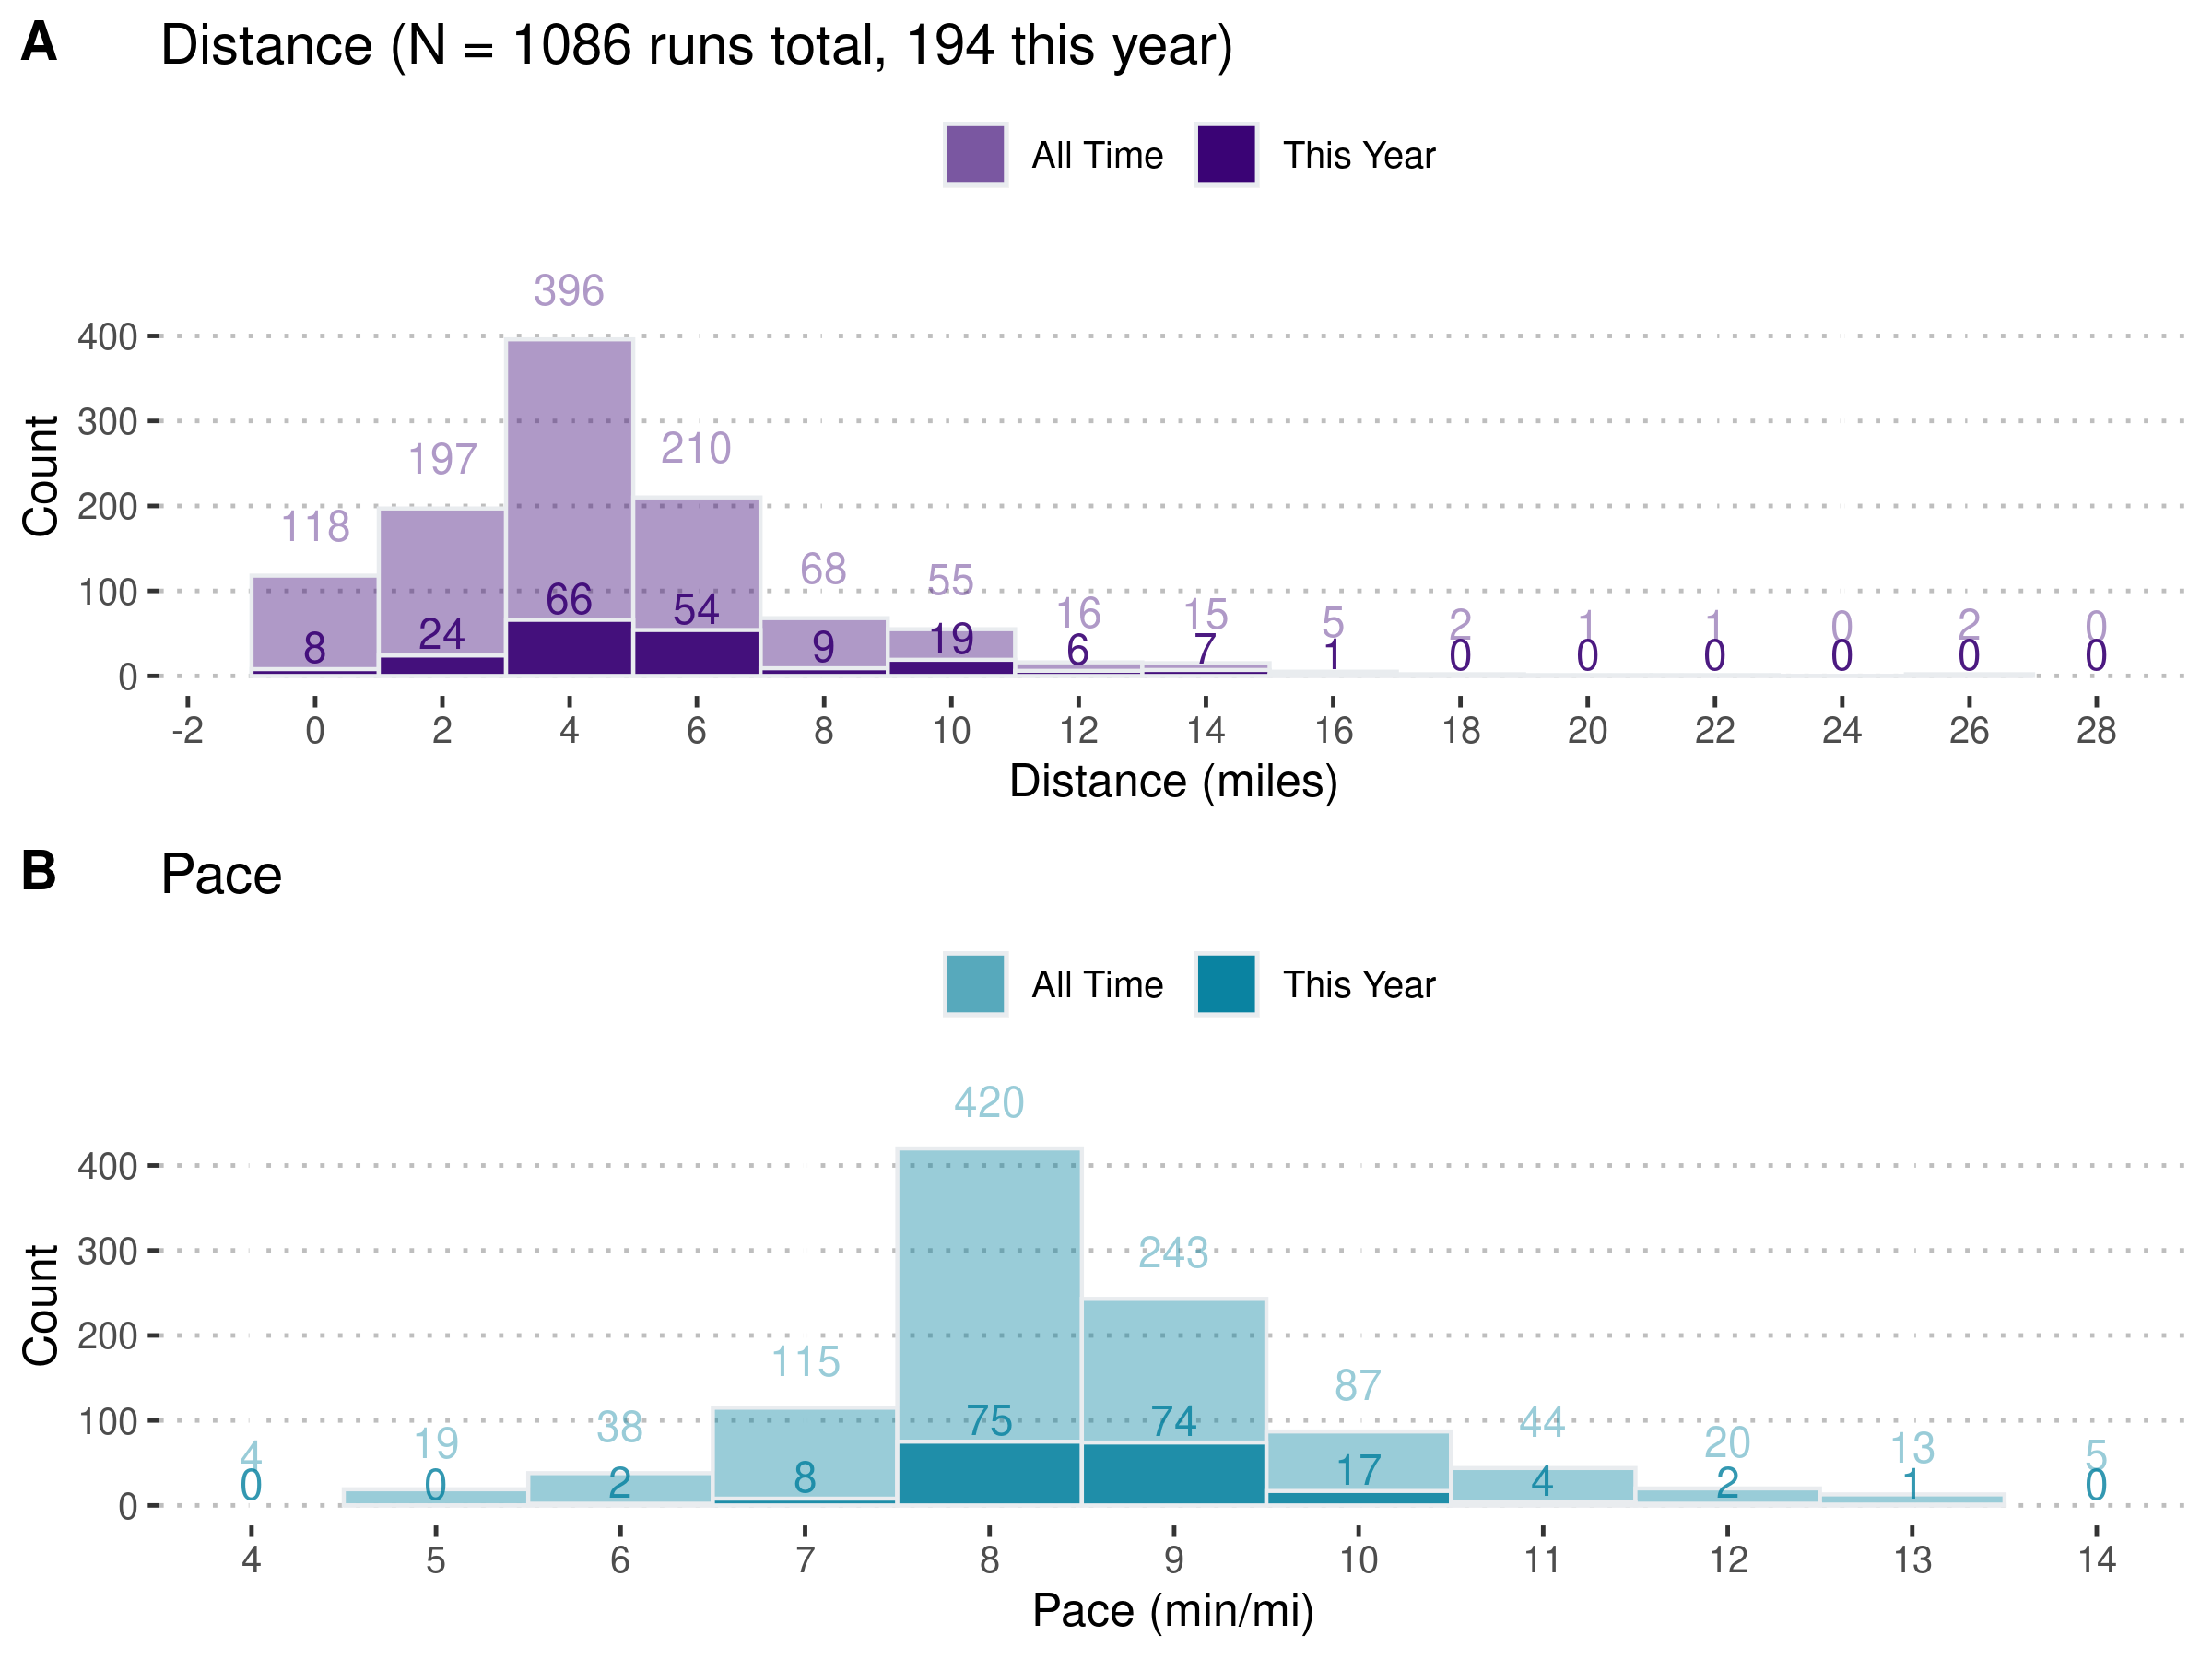 A Distance (N = 1086 runs total, 194 this year)
All Time This Year
396
400
300
210
197
200
118
68
55
100
66
54
16 15 5 2 1 1 0 2 0
8 24 9 19 6 7 1 0 0 0 0 0 0
0
Count
-2 0 2 4 6 8 10 12 14 16 18 20 22 24 26 28
Distance (miles)
B Pace
All Time This Year
420
400
300
243
200
115
87
100
75 74
4 19 38 44 20 13 5
0 0 2 8 17 4 2 1 0
0
Count
4 5 6 7 8 9 10 11 12 13 14
Pace (min/mi)